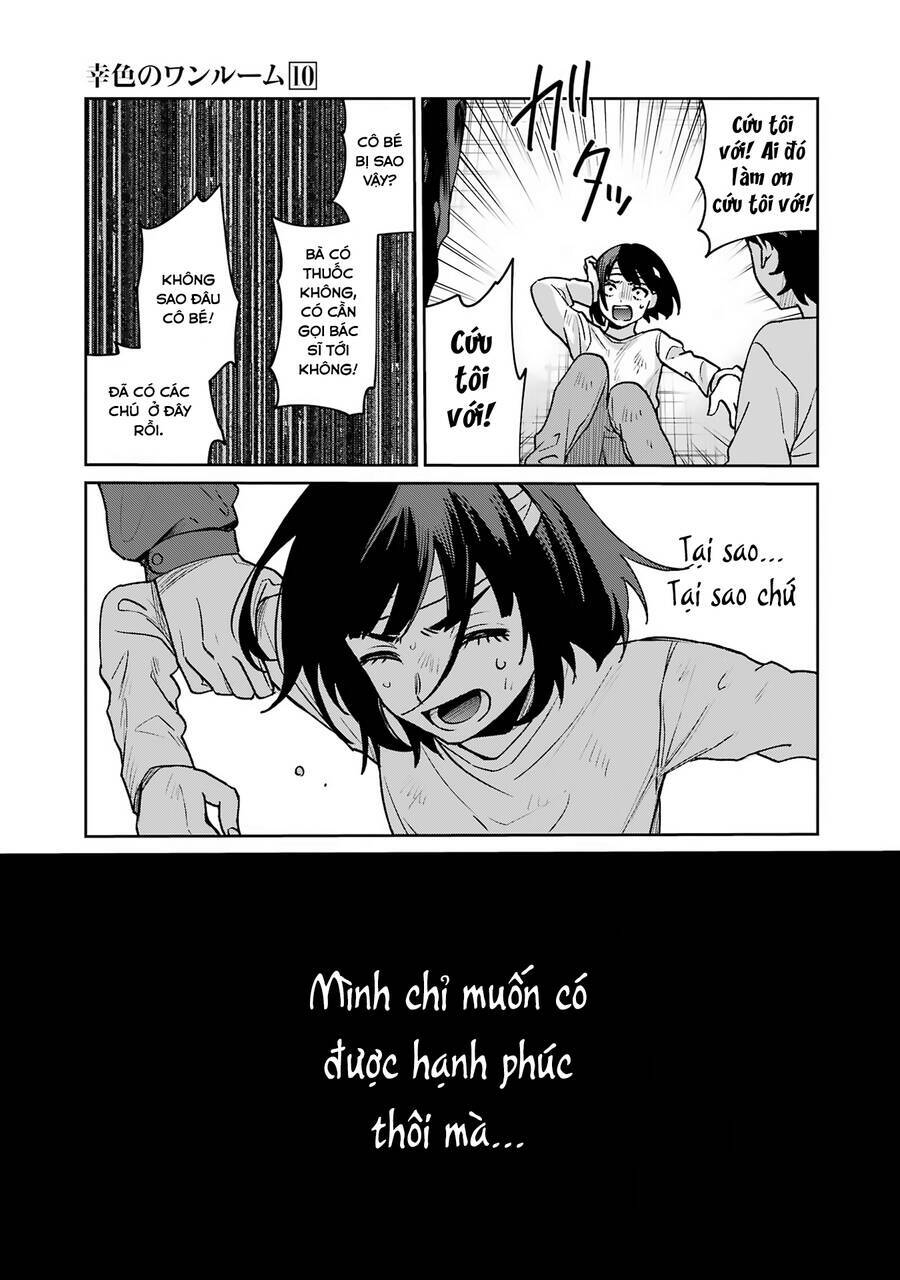 幸色のワンルーム10
Cứu tôi
với! Ai đó
làm ơn
cứu tôi với!
ガ
タッ
Cứu
tôi
với!
CÔ BÉ
BỊ SAO
VẬY?
BÀ CÓ
THUỐC
KHÔNG,
CÓ CẦN
GỌI BÁC
SĨ TỚI
KHÔNG!
KHÔNG
SAO ĐÂU
CÔ BÉ!
ĐÃ CÓ CÁC
CHÚ Ở ĐÂY
RỒI.
Tại sao...
Tại sao chứ
Mình chỉ muốn có
được hạnh phúc
thôi mà...